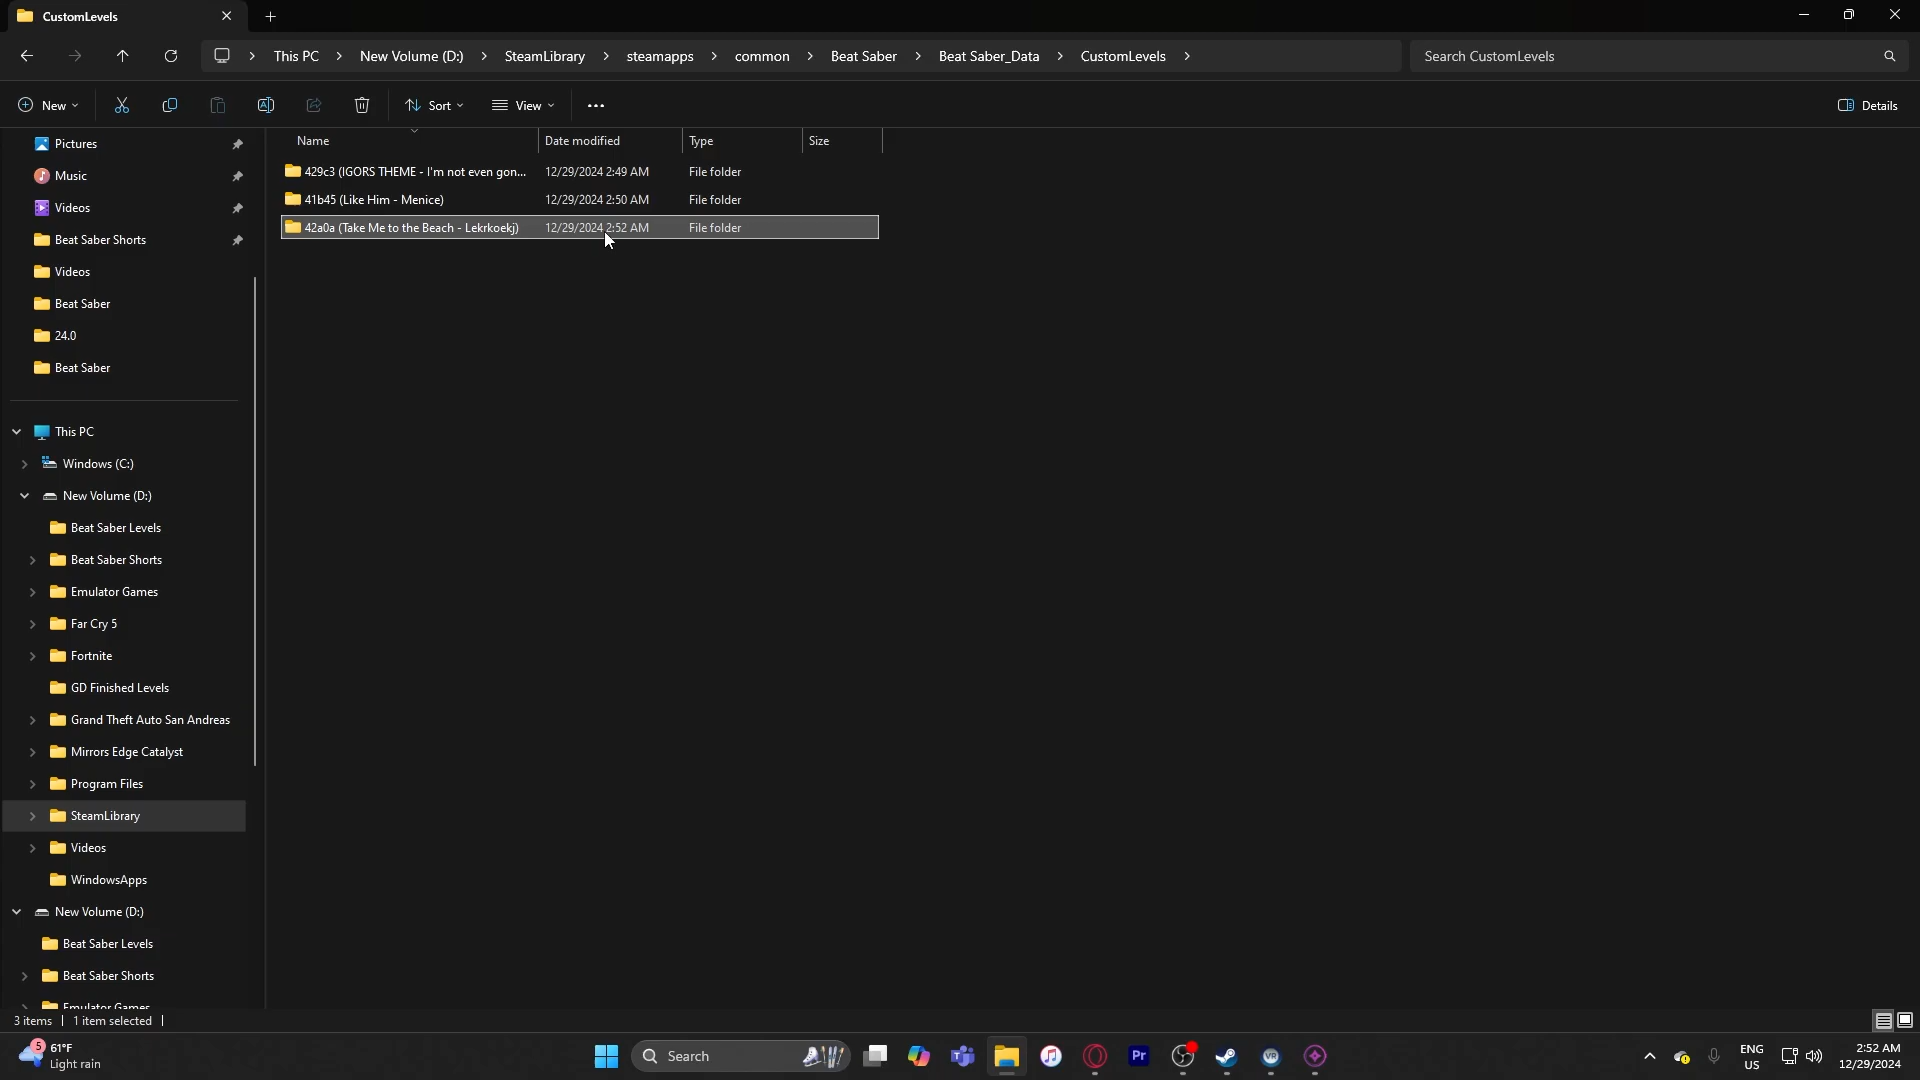 CustomLevels
This PC > New Volume (D:) > SteamLibrary > steamapps > common > Beat Saber > Beat Saber_Data > CustomLevels >
Search CustomLevels
New
Sort
View
Details
Name
Date modified
Type
Size
429c3 (IGORS THEME - I'm not even gon... 12/29/2024 2:49 AM File folder
41b45 (Like Him - Menice) 12/29/2024 2:50 AM File folder
42a0a (Take Me to the Beach - Lekrkoekj) 12/29/2024 2:52 AM File folder
Pictures
Music
Videos
Beat Saber Shorts
Videos
Beat Saber
24.0
Beat Saber
This PC
Windows (C:)
New Volume (D:)
Beat Saber Levels
Beat Saber Shorts
Emulator Games
Far Cry 5
Fortnite
GD Finished Levels
Grand Theft Auto San Andreas
Mirrors Edge Catalyst
Program Files
SteamLibrary
Videos
WindowsApps
New Volume (D:)
Beat Saber Levels
Beat Saber Shorts
Emulator Games
3 items
1 item selected
5
61°F
Light rain
Search
Pr
VR
ENG
US
2:52 AM
12/29/2024